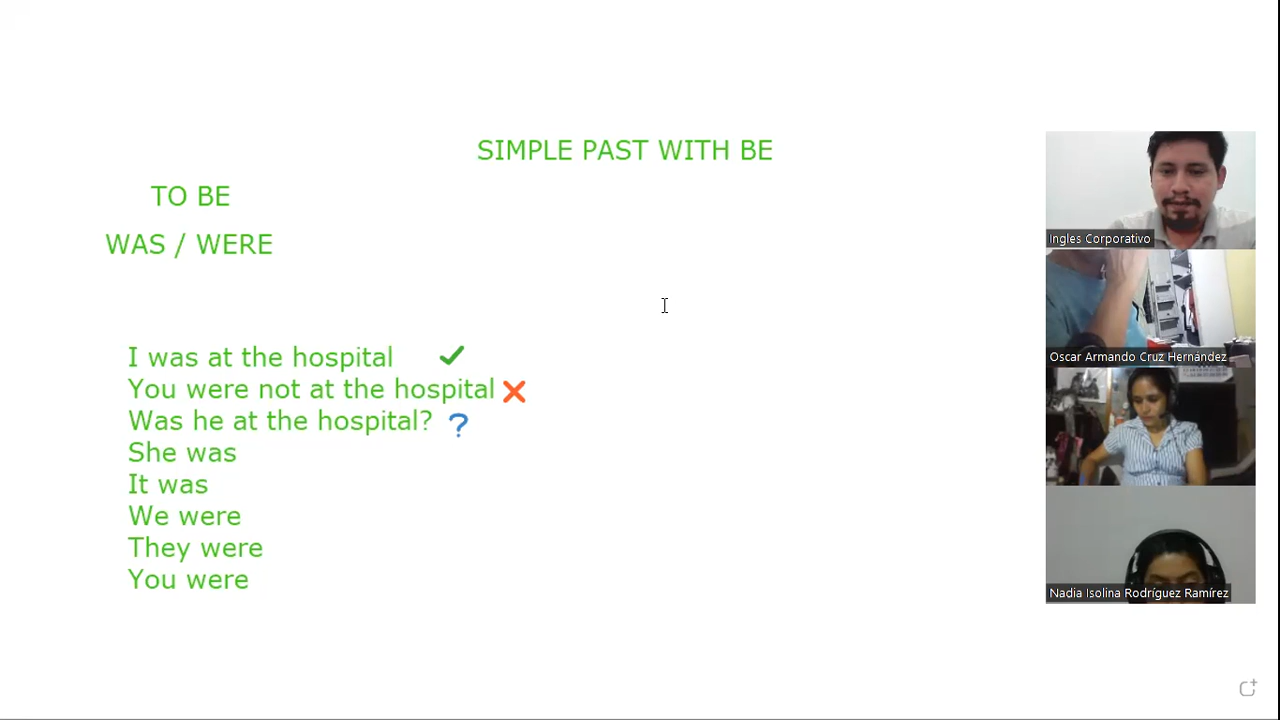 SIMPLE PAST WITH BE
TO BE
WAS / WERE
I was at the hospital
You were not at the hospital
Was he at the hospital?
She was
It was
We were
They were
You were
Ingles Corporativo
Oscar Armando Cruz Hernández
Nadia Isolina Rodríguez Ramírez